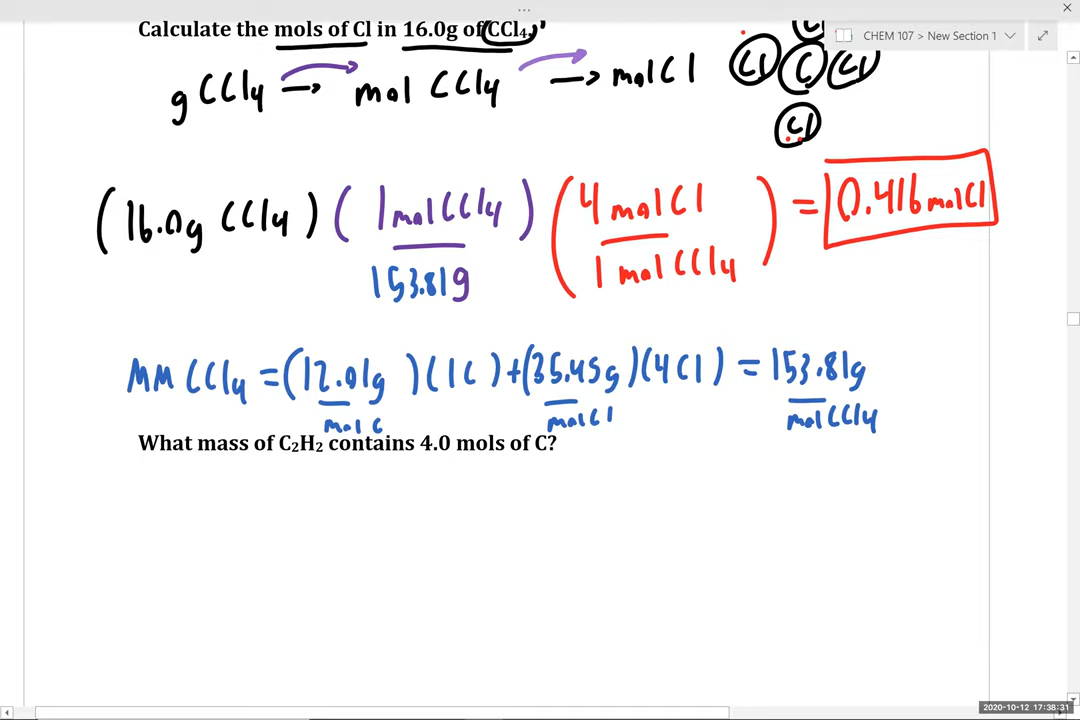 Calculate the mols of Cl in 16.0g of CCl₄.
CHEM 107 > New Section 1
g CCl4 → mol CCl4 → mol Cl
Cl C Cl
Cl
(16.0g CCl4) (1 mol CCl4 / 153.81g) (4 mol Cl / 1 mol CCl4) = 0.416 mol Cl
MM CCl4 = (12.01g / mol C) (1C) + (35.45g / mol Cl) (4Cl) = 153.81g / mol CCl4
What mass of C₂H₂ contains 4.0 mols of C?
2020-10-12 17:38:31